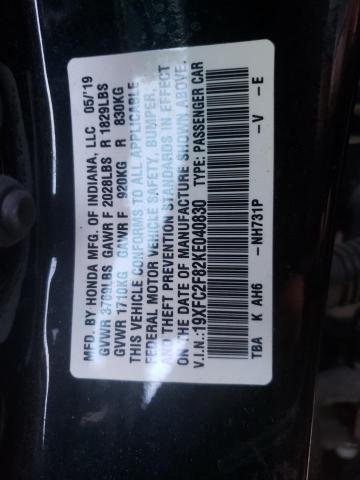 MFD. BY HONDA MFG. OF INDIANA, LLC 05/'19
GVWR 3769LBS GAWR F 2028LBS R 1829LBS
GVWR 1710KG GAWR F 920KG R 830KG
THIS VEHICLE CONFORMS TO ALL APPLICABLE
FEDERAL MOTOR VEHICLE SAFETY, BUMPER,
AND THEFT PREVENTION STANDARDS IN EFFECT
ON THE DATE OF MANUFACTURE SHOWN ABOVE.
V.I.N.:19XFC2F82KE040830 TYPE: PASSENGER CAR
TBA K AH6 -NH731P -V -E